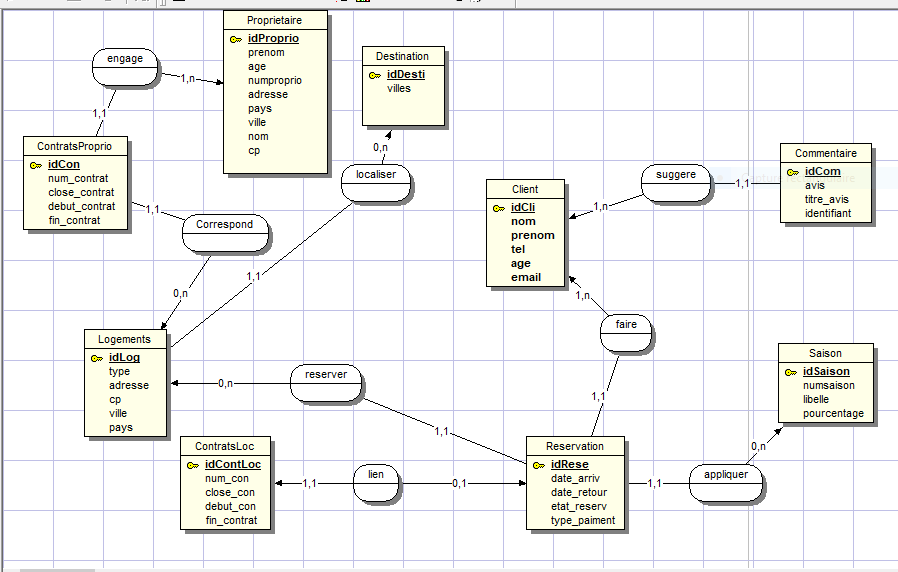 Proprietaire
idProprio
prenom
age
numproprio
adresse
pays
ville
nom
cp
engage
1,n
1,1
Destination
idDesti
villes
0,n
localiser
1,1
ContratsProprio
idCon
num_contrat
close_contrat
debut_contrat
fin_contrat
1,1
Correspond
0,n
Client
idCli
nom
prenom
tel
age
email
1,n
suggere
1,1
Commentaire
idCom
avis
titre_avis
identifiant
1,n
faire
1,1
Logements
idLog
type
adresse
cp
ville
pays
0,n
reserver
1,1
Saison
idSaison
numsaison
libelle
pourcentage
0,n
ContratsLoc
idContLoc
num_con
close_con
debut_con
fin_contrat
1,1
lien
0,1
Reservation
idRese
date_arriv
date_retour
etat_reserv
type_paiment
1,1
appliquer